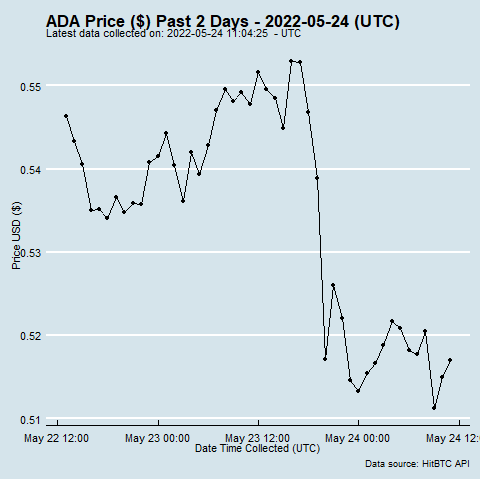 ADA Price ($) Past 2 Days - 2022-05-24 (UTC)
Latest data collected on: 2022-05-24 11:04:25 - UTC
Price USD ($)
0.55
0.54
0.53
0.52
0.51
May 22 12:00 May 23 00:00 May 23 12:00 May 24 00:00 May 24 12:0
Date Time Collected (UTC)
Data source: HitBTC API